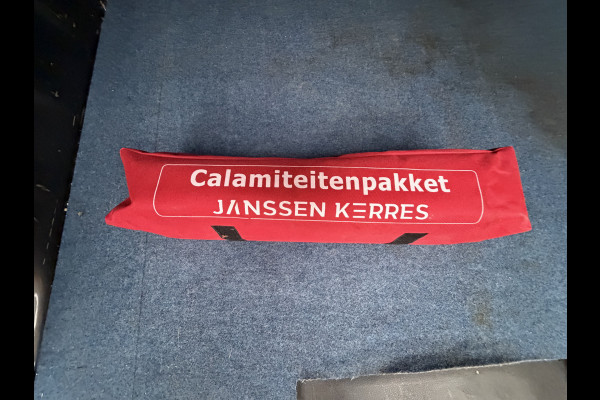 Calamiteitenpakket
JANSSEN KERRES